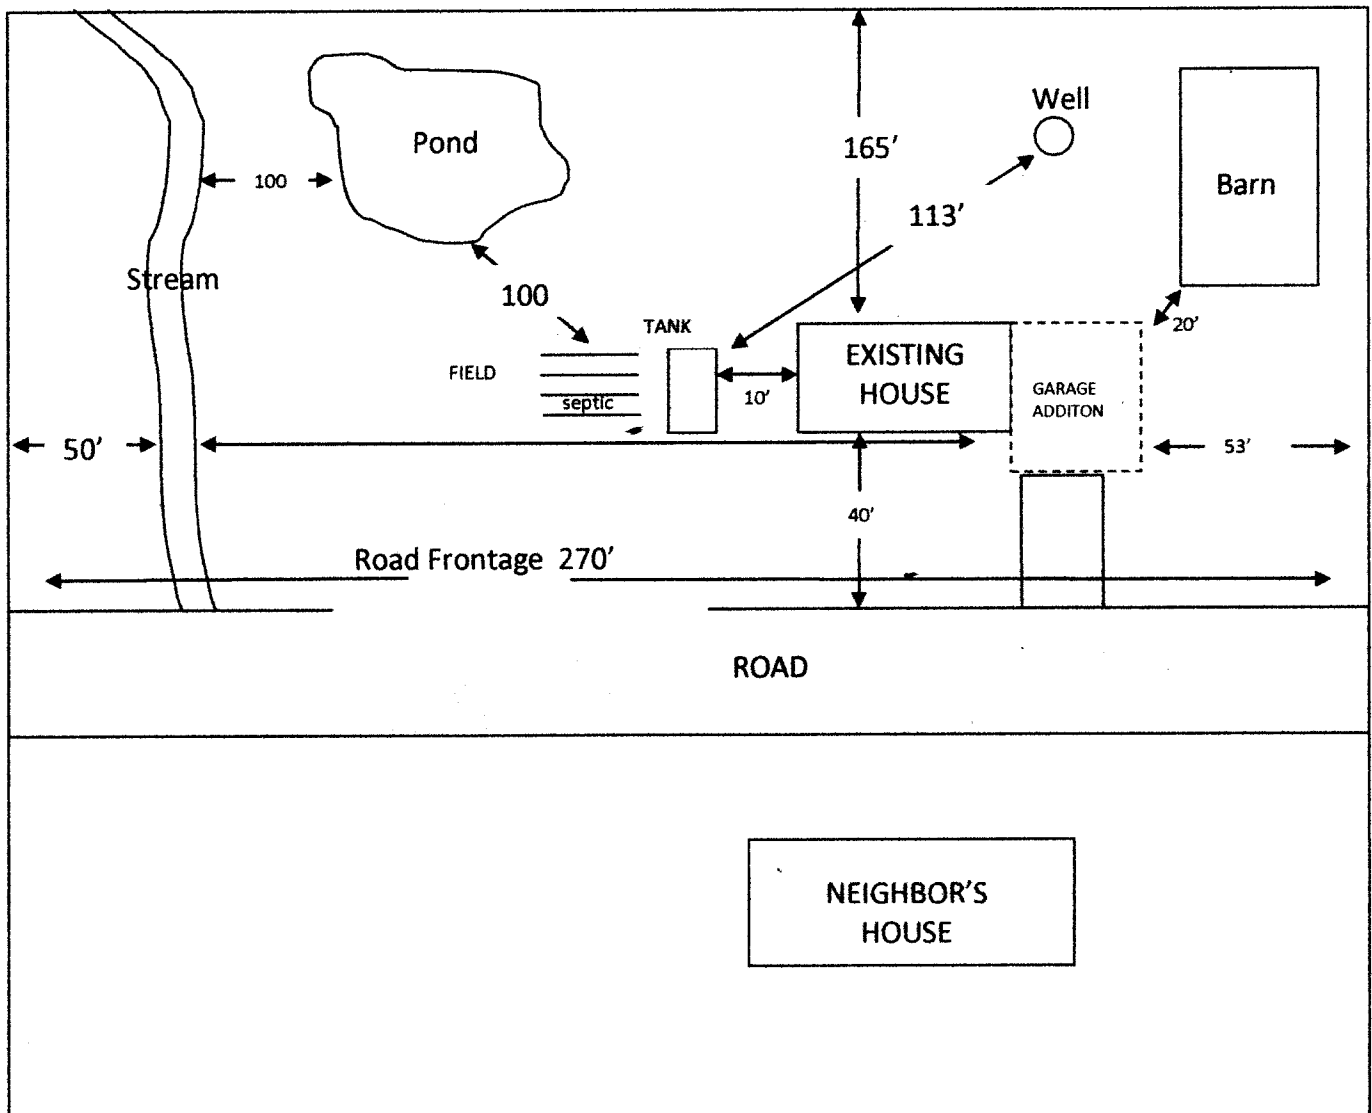 Well
Pond
165’
Barn
100
113’
Stream
100
20’
TANK
EXISTING
HOUSE
FIELD
septic
10’
GARAGE
ADDITON
50’
53’
40’
Road Frontage 270’
ROAD
NEIGHBOR’S
HOUSE